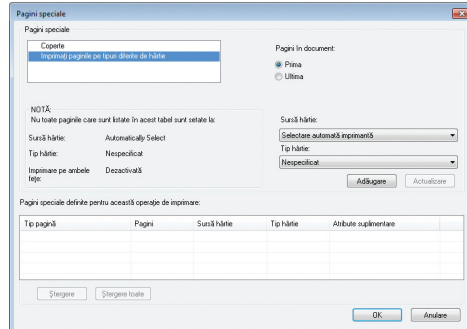 Pagini speciale
Pagini speciale
Coperte
Imprimaţi paginile pe tipuri diferite de hârtie
Pagini în document:
Prima
Ultima
NOTĂ:
Nu toate paginile care sunt listate în acest tabel sunt setate la:
Sursă hârtie: Automatically Select
Tip hârtie: Nespecificat
Imprimare pe ambele feţe: Dezactivată
Sursă hârtie:
Selectare automată imprimantă
Tip hârtie:
Nespecificat
Adăugare Actualizare
Pagini speciale definite pentru această operaţie de imprimare:
Tip pagină Pagini Sursă hârtie Tip hârtie Atribute suplimentare
Ştergere Ştergere toate
OK Anulare